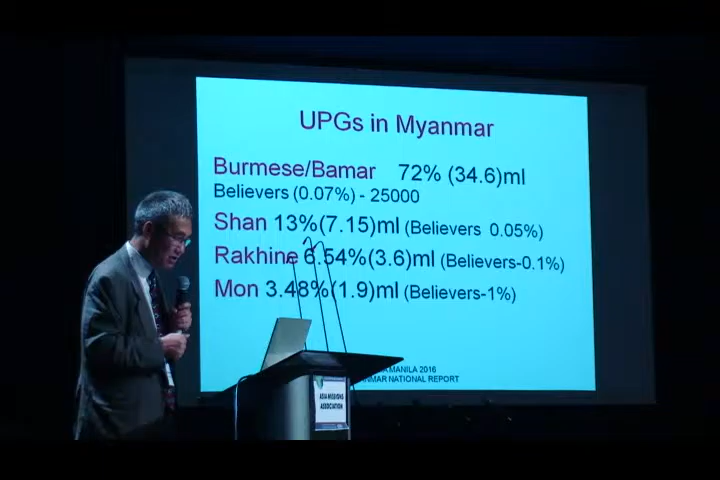 UPGs in Myanmar
Burmese/Bamar 72% (34.6)ml
Believers (0.07%) - 25000
Shan 13%(7.15)ml (Believers 0.05%)
Rakhine 6.54%(3.6)ml (Believers-0.1%)
Mon 3.48%(1.9)ml (Believers-1%)
MANILA 2016
NATIONAL REPORT
ASIA MISSIONS
ASSOCIATION